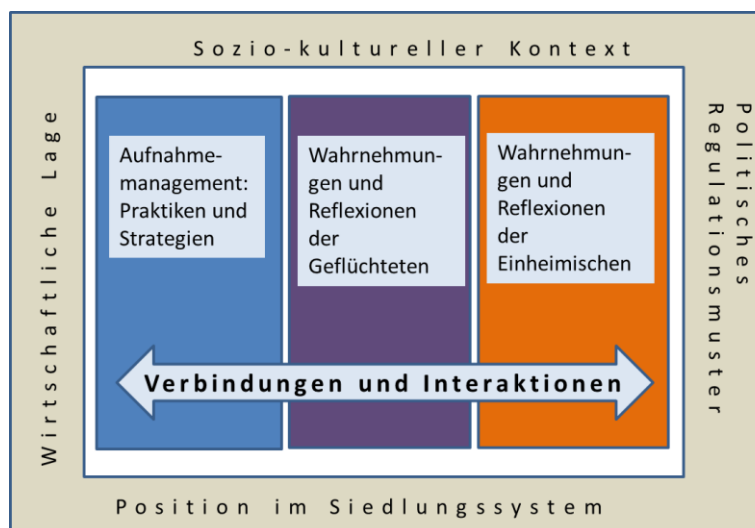 Sozio-kultureller Kontext
Wirtschaftliche Lage
Aufnahme-
management:
Praktiken und
Strategien
Wahrnehmun-
gen und
Reflexionen
der
Geflüchteten
Wahrnehmun-
gen und
Reflexionen
der
Einheimischen
Politisches
Regulationsmuster
Verbindungen und Interaktionen
Position im Siedlungssystem